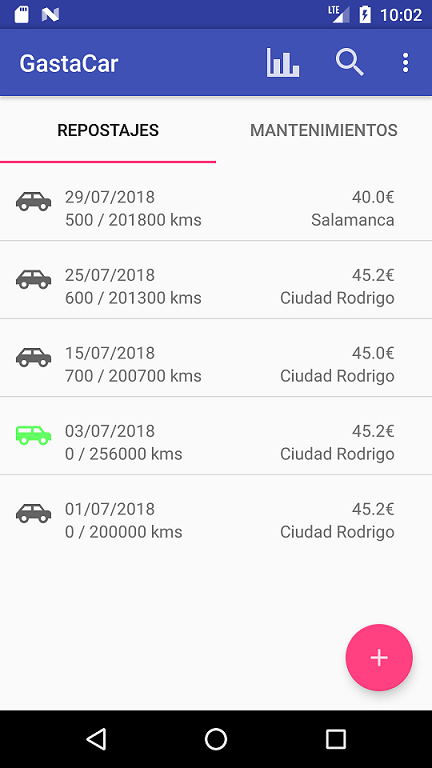 LTE 10:02
GastaCar
REPOSTAJES MANTENIMIENTOS
29/07/2018 40.0€
500 / 201800 kms Salamanca
25/07/2018 45.2€
600 / 201300 kms Ciudad Rodrigo
15/07/2018 45.0€
700 / 200700 kms Ciudad Rodrigo
03/07/2018 45.2€
0 / 256000 kms Ciudad Rodrigo
01/07/2018 45.2€
0 / 200000 kms Ciudad Rodrigo
+